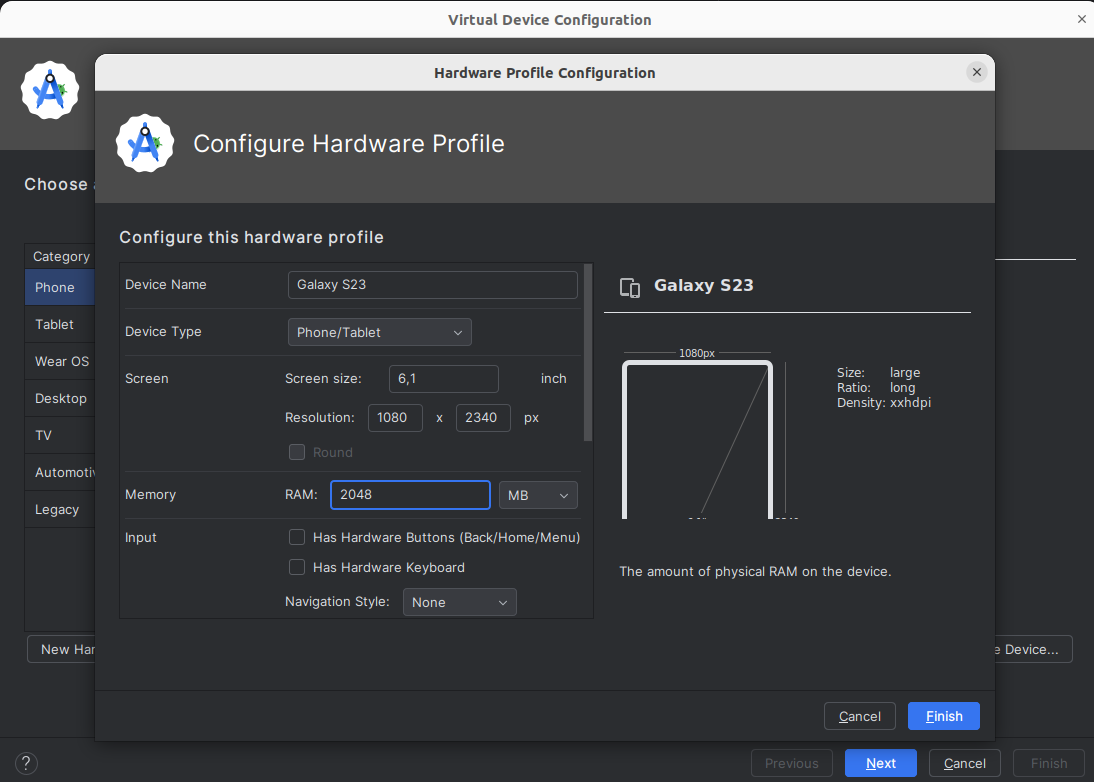 Virtual Device Configuration
Hardware Profile Configuration
Configure Hardware Profile
Choose
Configure this hardware profile
Category
Phone
Tablet
Wear OS
Desktop
TV
Legacy
New
Device Name
Galaxy S23
Device Type
Phone/Tablet
Screen
Screen size:
6,1
inch
Resolution:
1080
x
2340
px
Round
Memory
RAM:
2048
MB
Input
Has Hardware Buttons (Back/Home/Menu)
Has Hardware Keyboard
Navigation Style:
None
Galaxy S23
1080px
Size: large
Ratio: long
Density: xxhdpi
The amount of physical RAM on the device.
Device...
Cancel
Finish
?
Previous
Next
Cancel
Finish